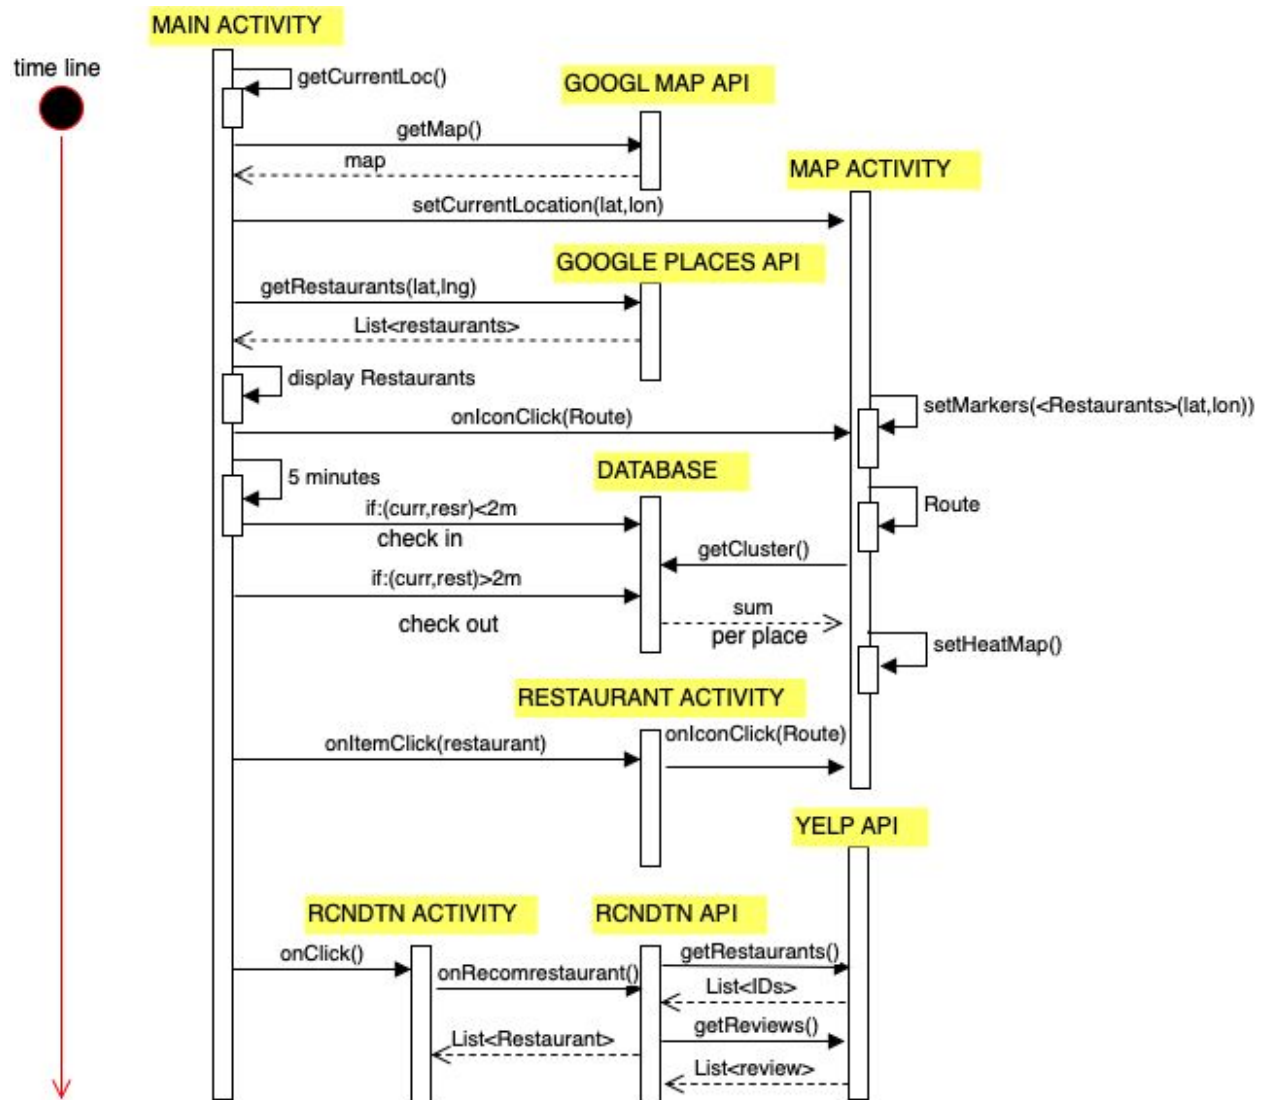 MAIN ACTIVITY
time line
getCurrentLoc()
GOOGL MAP API
getMap()
map
MAP ACTIVITY
setCurrentLocation(lat,lon)
GOOGLE PLACES API
getRestaurants(lat,lng)
List<restaurants>
display Restaurants
setMarkers(<Restaurants>(lat,lon))
onIconClick(Route)
5 minutes
DATABASE
if:(curr,resr)<2m
check in
Route
getCluster()
if:(curr,rest)>2m
check out
sum
per place
setHeatMap()
RESTAURANT ACTIVITY
onItemClick(restaurant)
onIconClick(Route)
YELP API
RCNDTN ACTIVITY
RCNDTN API
onClick()
onRecomrestaurant()
getRestaurants()
List<IDs>
getReviews()
List<Restaurant>
List<review>